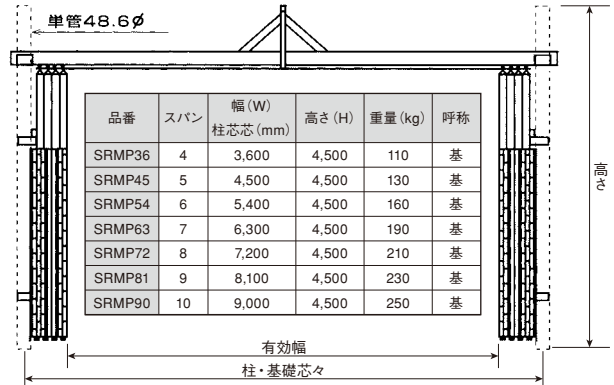 単管48.6φ
品番 スパン 幅(W) 柱芯芯(mm) 高さ(H) 重量(kg) 呼称
SRMP36 4 3,600 4,500 110 基
SRMP45 5 4,500 4,500 130 基
SRMP54 6 5,400 4,500 160 基
SRMP63 7 6,300 4,500 190 基
SRMP72 8 7,200 4,500 210 基
SRMP81 9 8,100 4,500 230 基
SRMP90 10 9,000 4,500 250 基
高さ
有効幅
柱・基礎芯々